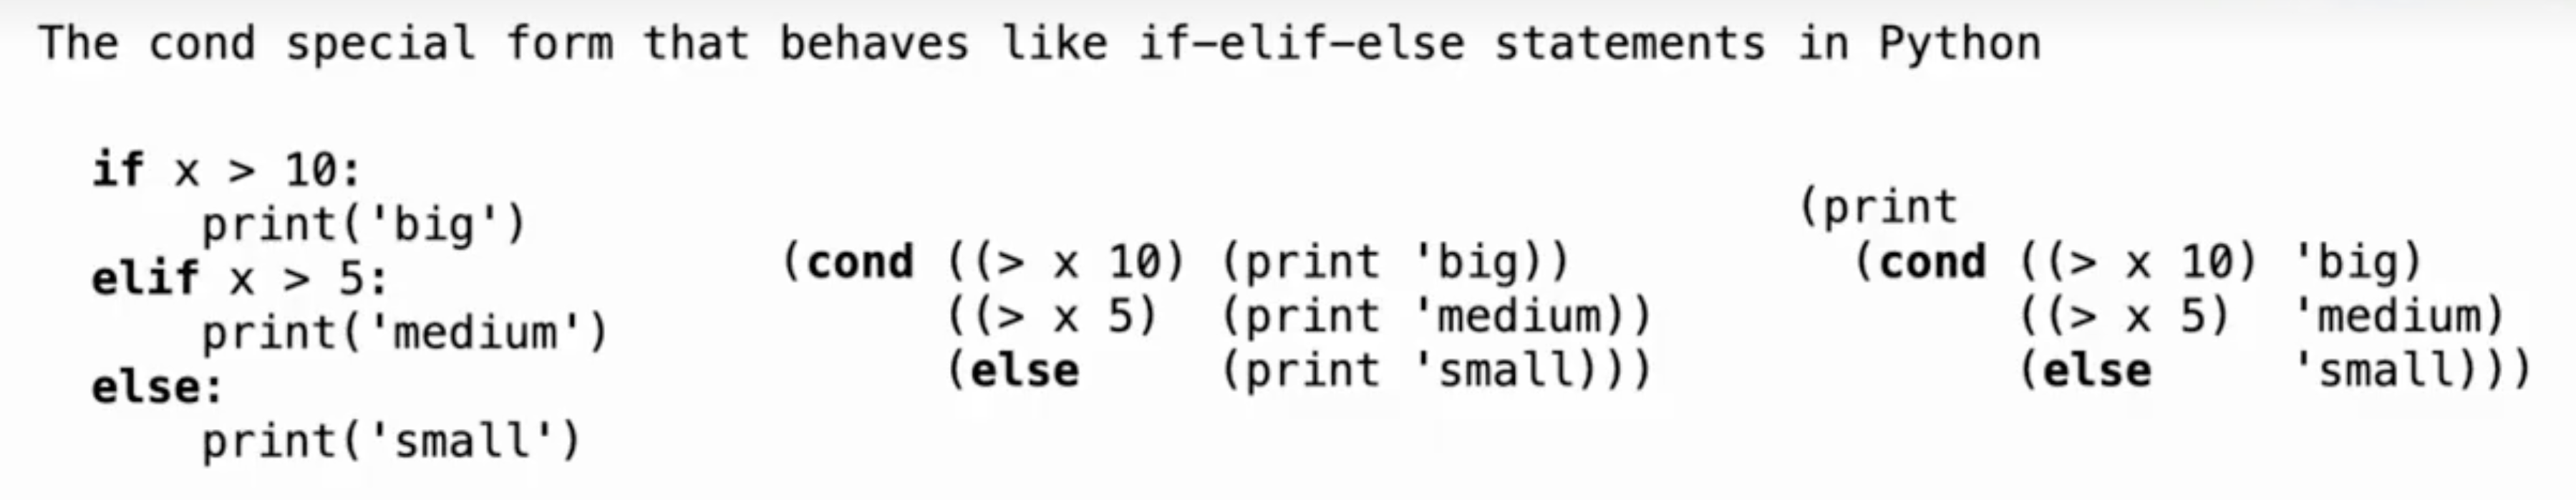 The cond special form that behaves like if-elif-else statements in Python
if x > 10:
    print('big')
elif x > 5:
    print('medium')
else:
    print('small')
(cond ((> x 10) (print 'big))
      ((> x 5)  (print 'medium))
      (else     (print 'small)))
(print
  (cond ((> x 10) 'big)
        ((> x 5)  'medium)
        (else     'small)))